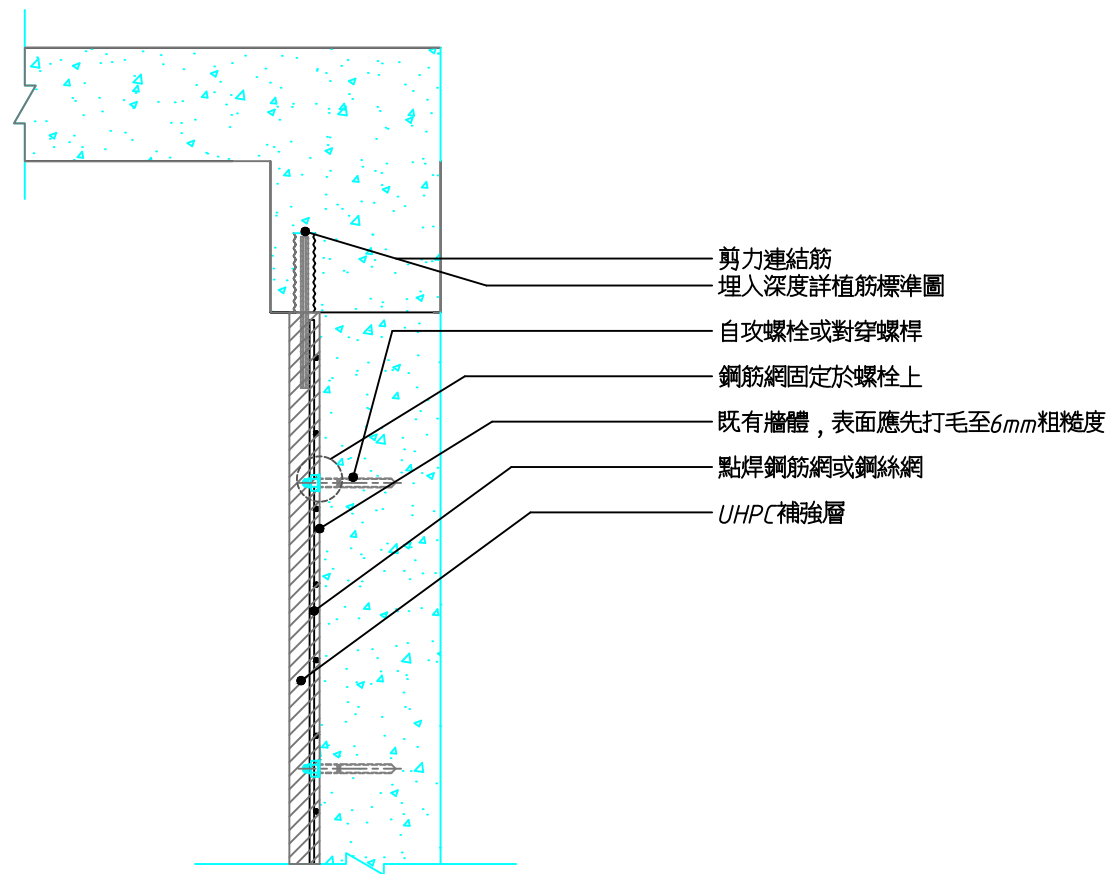 剪力連結筋
埋入深度詳植筋標準圖
自攻螺栓或對穿螺桿
鋼筋網固定於螺栓上
既有牆體，表面應先打毛至6mm粗糙度
點焊鋼筋網或鋼絲網
UHPC補強層